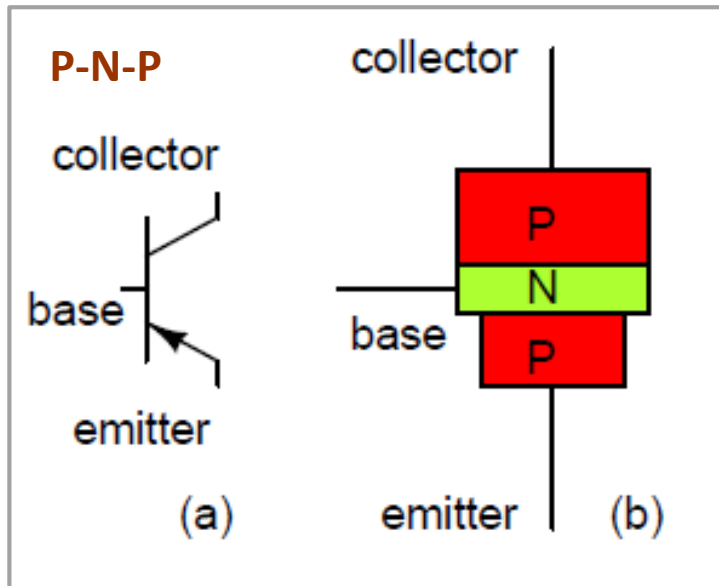 P-N-P
collector
base
emitter
(a)
collector
P
N
base
P
emitter
(b)